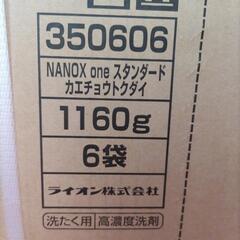 350606
NANOX one スタンダード
カエチョウトクダイ
1160g
6袋
ライオン株式会社
洗たく用 高濃度洗剤